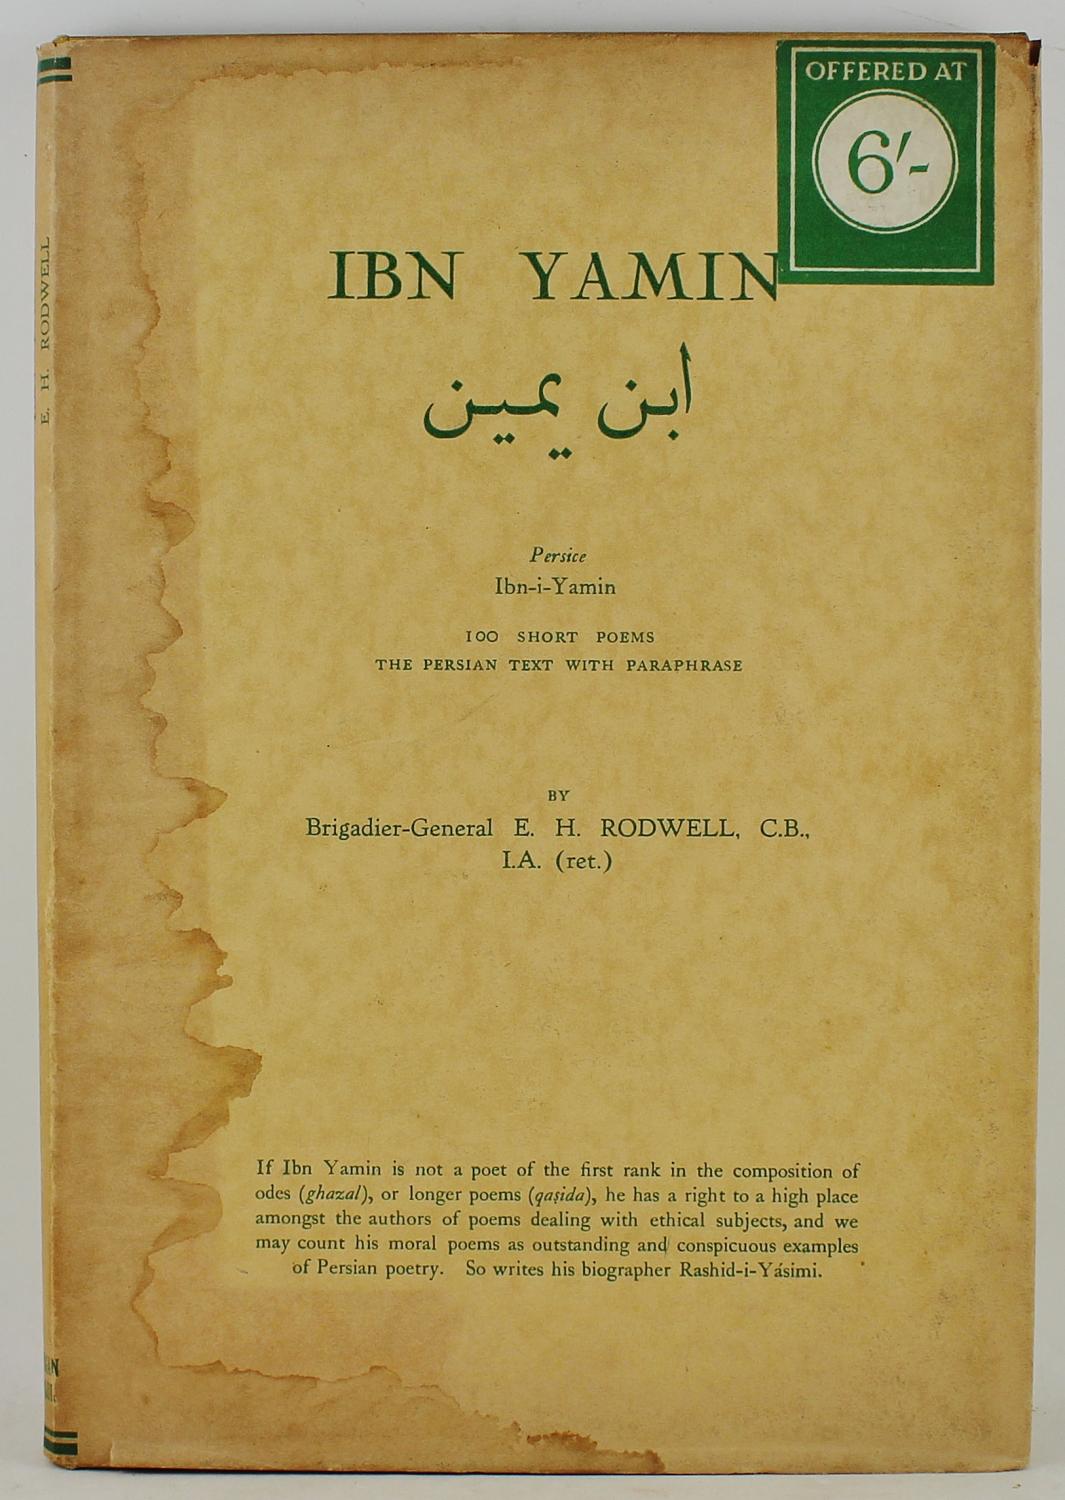 OFFERED AT
6/-
IBN YAMIN
ابن یمین
Persice
Ibn-i-Yamin
100 SHORT POEMS
THE PERSIAN TEXT WITH PARAPHRASE
BY
Brigadier-General E. H. RODWELL, C.B.,
I.A. (ret.)
If Ibn Yamin is not a poet of the first rank in the composition of
odes (ghazal), or longer poems (qaṣida), he has a right to a high place
amongst the authors of poems dealing with ethical subjects, and we
may count his moral poems as outstanding and conspicuous examples
of Persian poetry. So writes his biographer Rashid-i-Yásimi.
E. H. RODWELL